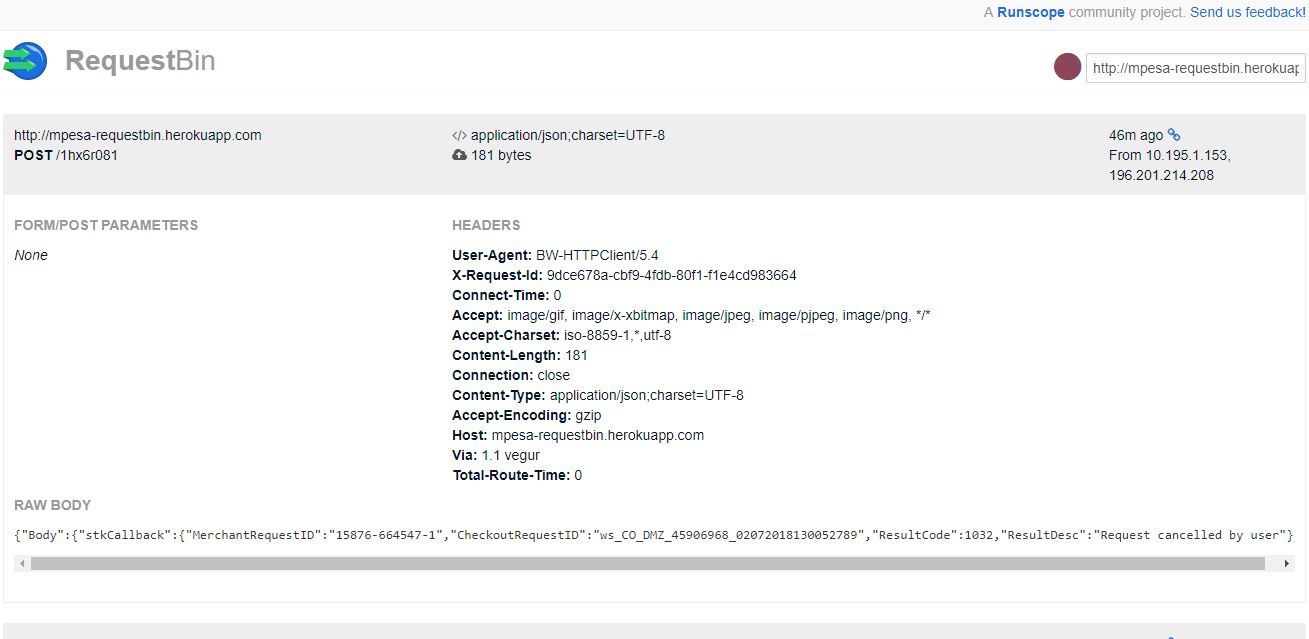 A Runscope community project. Send us feedback!
RequestBin
http://mpesa-requestbin.herokuap
http://mpesa-requestbin.herokuapp.com
POST /1hx6r081
</> application/json;charset=UTF-8
181 bytes
46m ago
From 10.195.1.153,
196.201.214.208
FORM/POST PARAMETERS
None
HEADERS
User-Agent: BW-HTTPClient/5.4
X-Request-Id: 9dce678a-cbf9-4fdb-80f1-f1e4cd983664
Connect-Time: 0
Accept: image/gif, image/x-xbitmap, image/jpeg, image/pjpeg, image/png, */*
Accept-Charset: iso-8859-1,*,utf-8
Content-Length: 181
Connection: close
Content-Type: application/json;charset=UTF-8
Accept-Encoding: gzip
Host: mpesa-requestbin.herokuapp.com
Via: 1.1 vegur
Total-Route-Time: 0
RAW BODY
{"Body":{"stkCallback":{"MerchantRequestID":"15876-664547-1","CheckoutRequestID":"ws_CO_DMZ_45906968_02072018130052789","ResultCode":1032,"ResultDesc":"Request cancelled by user"}